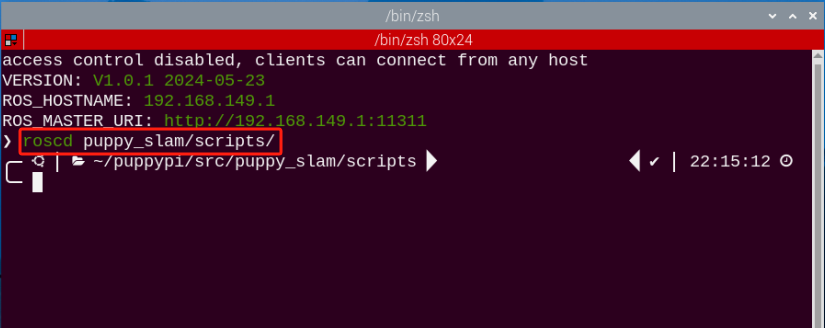 /bin/zsh
/bin/zsh 80x24
access control disabled, clients can connect from any host
VERSION: V1.0.1 2024-05-23
ROS_HOSTNAME: 192.168.149.1
ROS_MASTER_URI: http://192.168.149.1:11311
❯ roscd puppy_slam/scripts/
~/puppypi/src/puppy_slam/scripts ✔ | 22:15:12